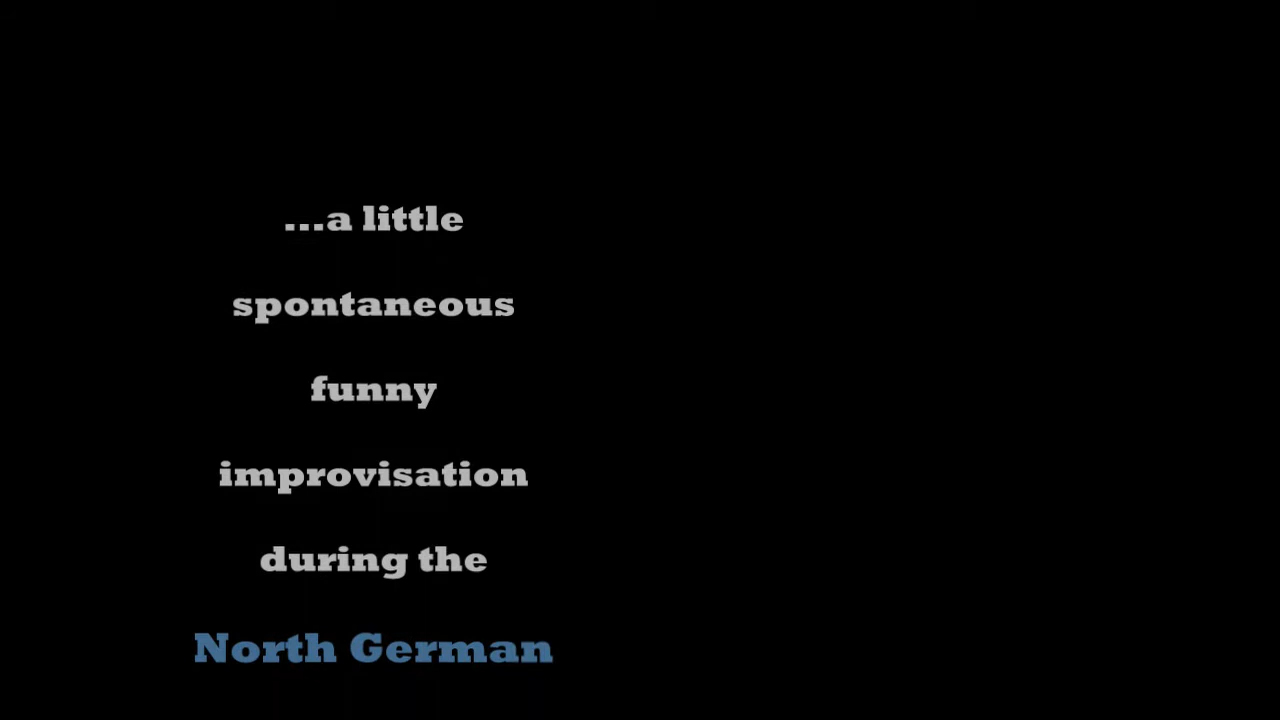 ...a little
spontaneous
funny
improvisation
during the
North German